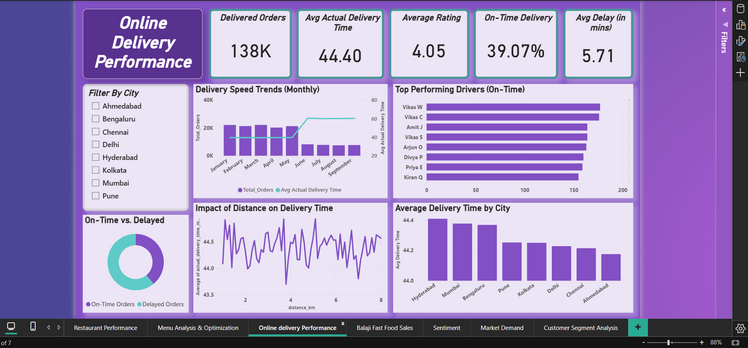 Online
Delivery
Performance
Delivered Orders
138K
Avg Actual Delivery
Time
44.40
Average Rating
4.05
On-Time Delivery
39.07%
Avg Delay (in
mins)
5.71
Filters
Filter By City
Ahmedabad
Bengaluru
Chennai
Delhi
Hyderabad
Kolkata
Mumbai
Pune
Delivery Speed Trends (Monthly)
Total_Orders
40K
20K
0K
80
60
40
20
Avg Actual Delivery Time
January
February
March
April
May
June
July
August
September
Total_Orders
Avg Actual Delivery Time
Top Performing Drivers (On-Time)
Vikas W
Vikas C
Amit J
Vikas S
Arjun O
Divya P
Priya E
Kiran Q
0 50 100 150 200
On-Time vs. Delayed
On-Time Orders
Delayed Orders
Impact of Distance on Delivery Time
Average of actual_delivery_time_m...
44.5
44.0
43.5
2 4 6 8
distance_km
Average Delivery Time by City
Avg Delivery Time
44.4
44.2
44.0
Hyderabad
Mumbai
Bengaluru
Pune
Kolkata
Delhi
Chennai
Ahmedabad
Restaurant Performance
Menu Analysis & Optimization
Online delivery Performance
x
Balaji Fast Food Sales
Sentiment
Market Demand
Customer Segment Analysis
+
of 7
- + 88%